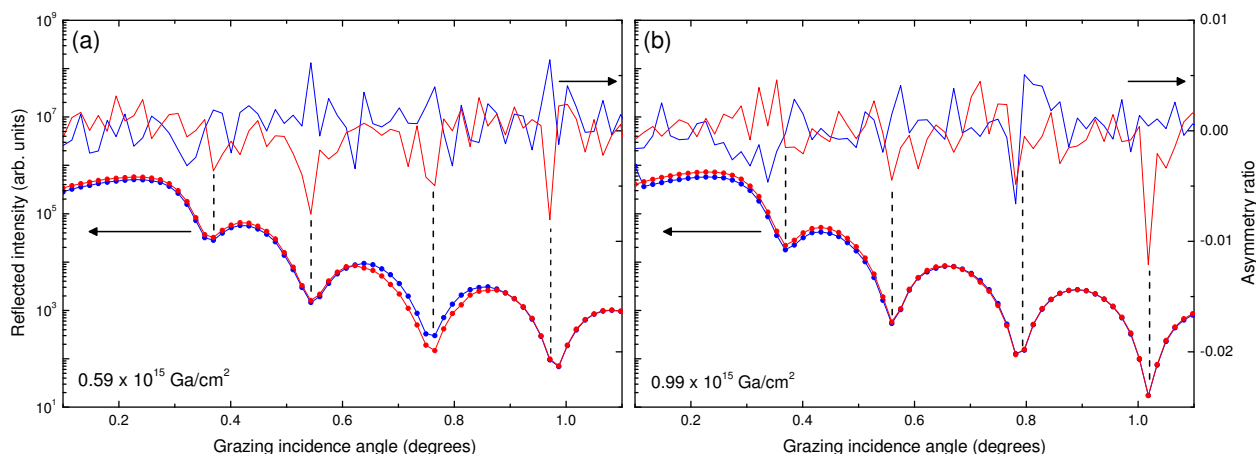 10⁹
10⁷
10⁵
10³
10¹
Reflected intensity (arb. units)
(a)
0.59 x 10¹⁵ Ga/cm²
0.2 0.4 0.6 0.8 1.0
Grazing incidence angle (degrees)
(b)
0.99 x 10¹⁵ Ga/cm²
0.2 0.4 0.6 0.8 1.0
Grazing incidence angle (degrees)
0.01
0.00
-0.01
-0.02
Asymmetry ratio